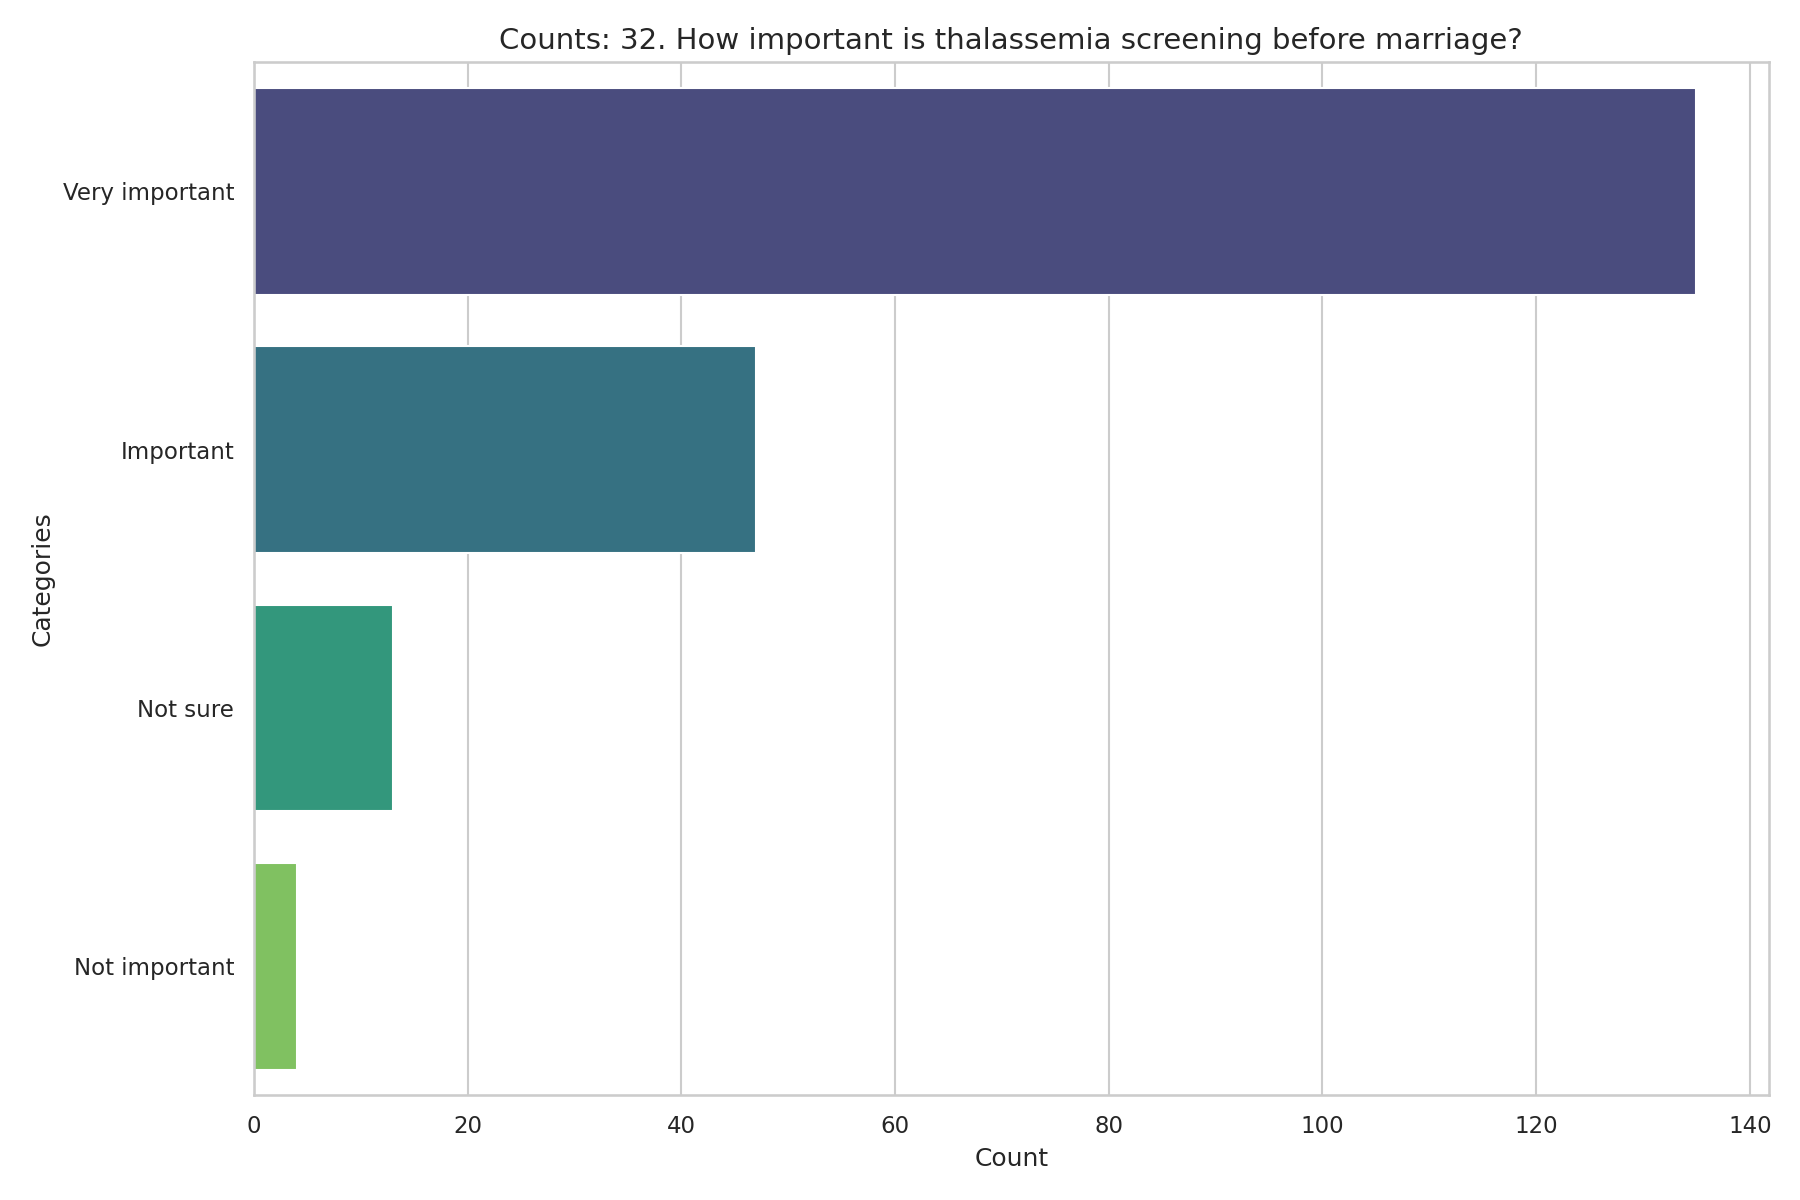 Counts: 32. How important is thalassemia screening before marriage?
Very important
Important
Not sure
Not important
Categories
0 20 40 60 80 100 120 140
Count